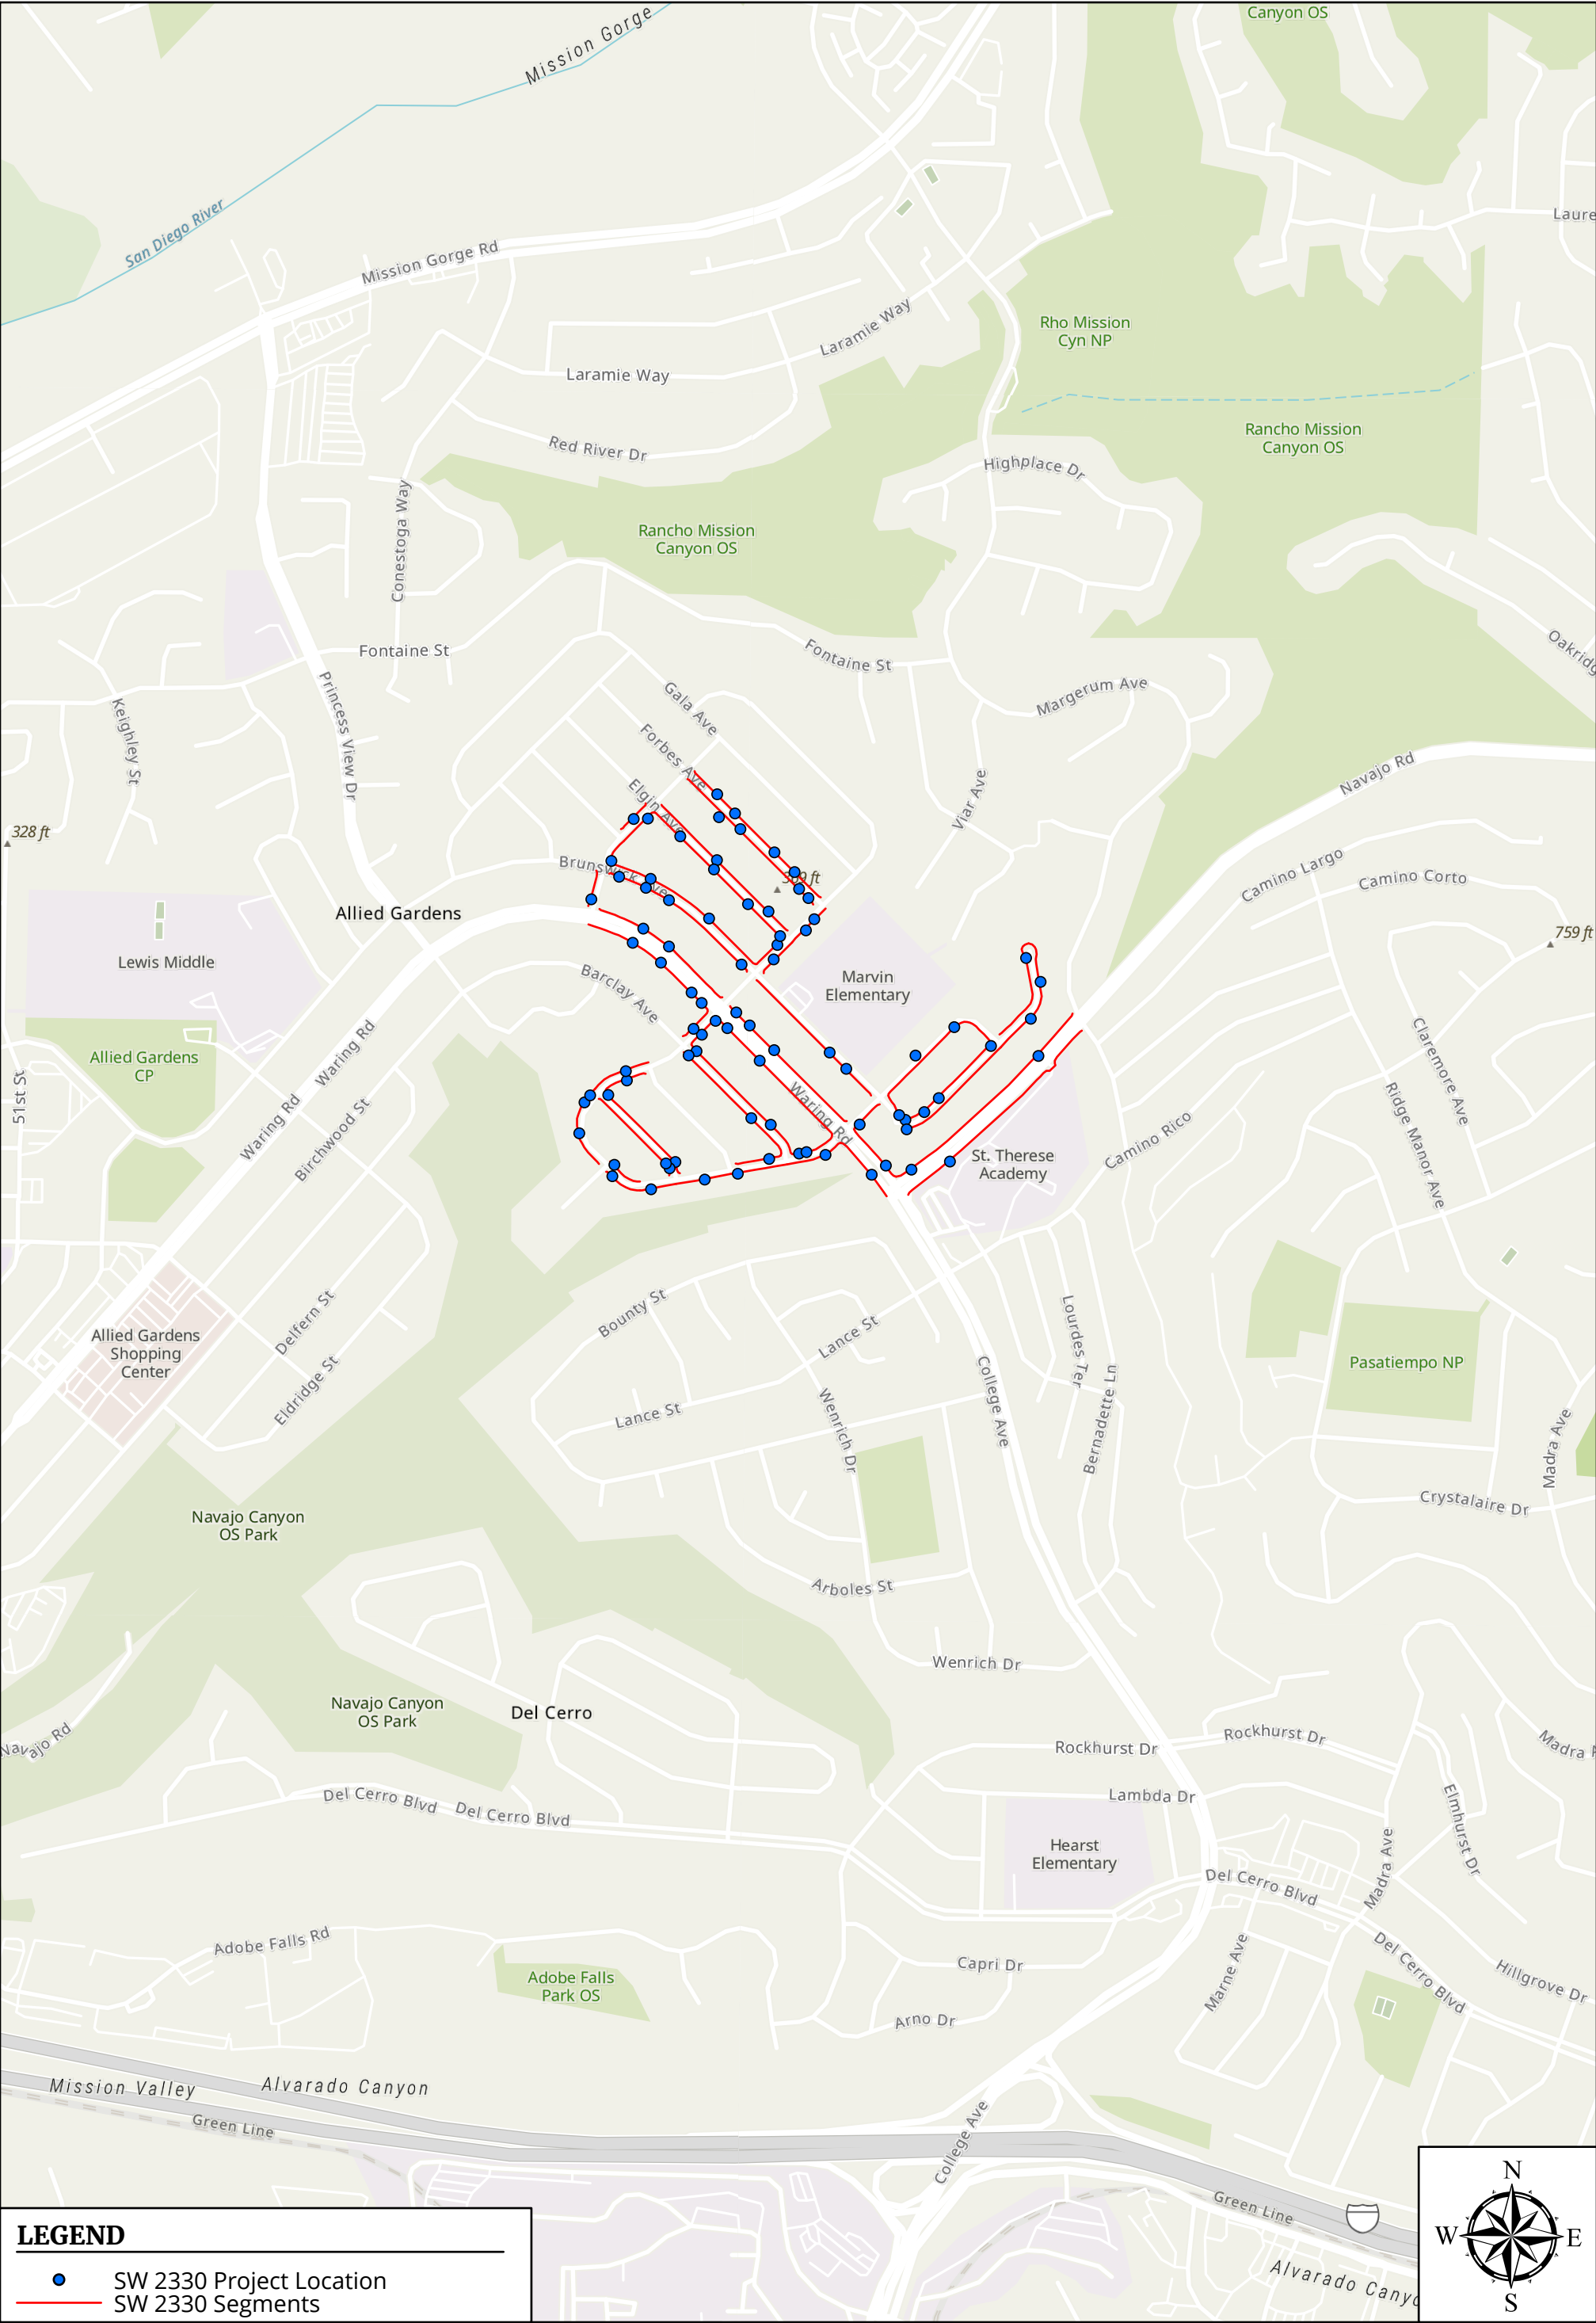 Canyon OS
Mission Gorge
San Diego River
Mission Gorge Rd
Laure
Laramie Way
Rho Mission
Cyn NP
Laramie Way
Red River Dr
Rancho Mission
Canyon OS
Highplace Dr
Conestoga Way
Rancho Mission
Canyon OS
Fontaine St
Fontaine St
Oakridg
Keighley St
Princess View Dr
Gala Ave
Margerum Ave
Forbes Ave
Navajo Rd
Elgin Ave
Viar Ave
328 ft
Brunswick Ave
ft
Camino Largo
Camino Corto
Allied Gardens
759 ft
Lewis Middle
Barclay Ave
Marvin
Elementary
Allied Gardens
CP
Waring Rd
Claremore Ave
51st St
Waring Rd
Birchwood St
Waring Rd
Camino Rico
Ridge Manor Ave
St. Therese
Academy
Allied Gardens
Shopping
Center
Delfern St
Bounty St
Lance St
Lourdes Ter
Pasatiempo NP
Eldridge St
Lance St
Wenrich Dr
College Ave
Bernadette Ln
Madra Ave
Crystalaire Dr
Navajo Canyon
OS Park
Arboles St
Wenrich Dr
Navajo Canyon
OS Park
Del Cerro
Navajo Rd
Rockhurst Dr
Rockhurst Dr
Madra
Del Cerro Blvd
Del Cerro Blvd
Lambda Dr
Elmhurst Dr
Hearst
Elementary
Madra Ave
Del Cerro Blvd
Adobe Falls Rd
Capri Dr
Marne Ave
Del Cerro Blvd
Hillgrove Dr
Adobe Falls
Park OS
Arno Dr
Mission Valley
Alvarado Canyon
Green Line
College Ave
Green Line
Alvarado Canyo
N
W
E
S
LEGEND
SW 2330 Project Location
SW 2330 Segments